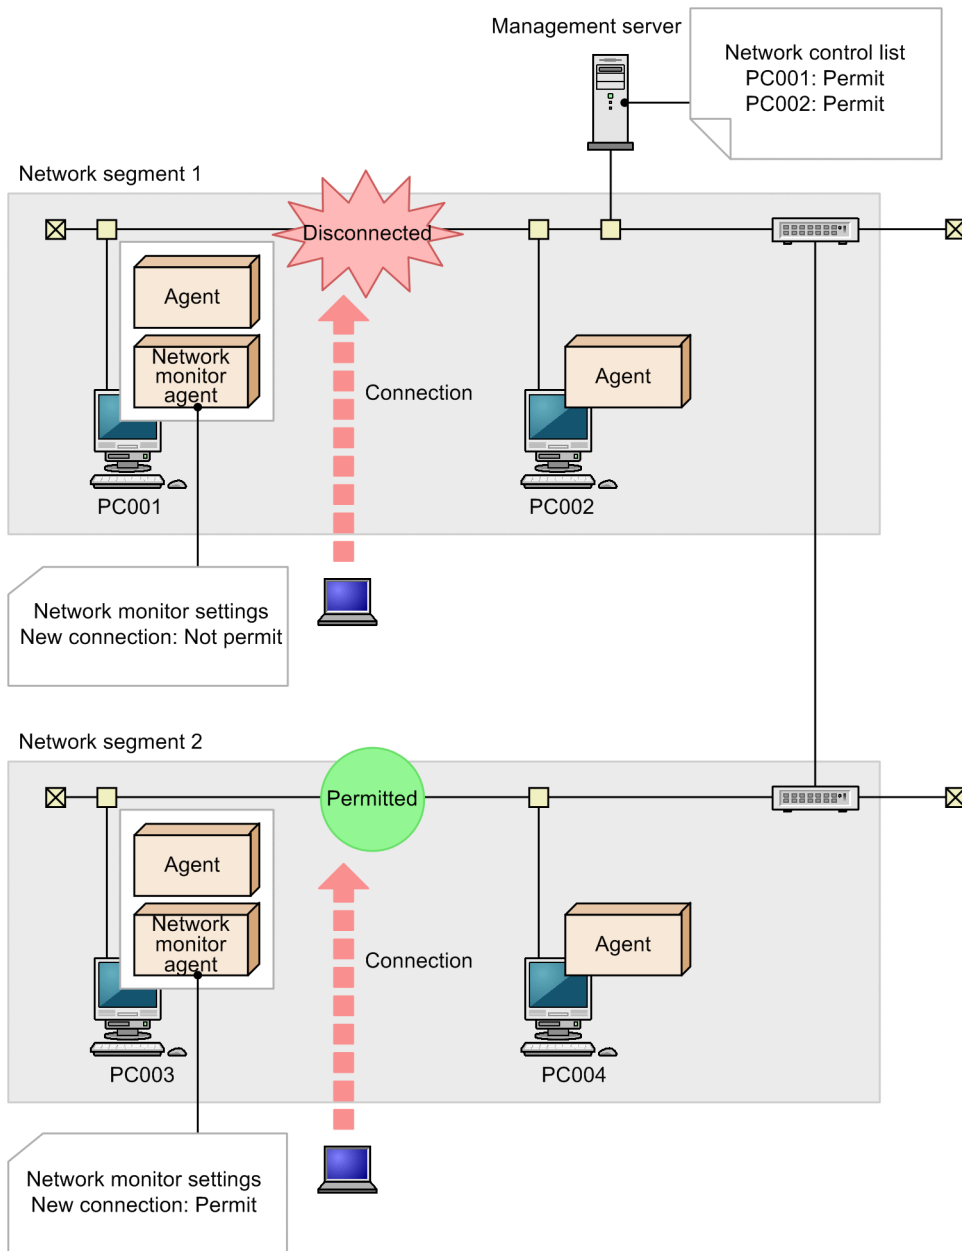 Management server
Network control list
PC001: Permit
PC002: Permit
Network segment 1
Disconnected
Agent
Network
monitor
agent
Connection
Agent
PC001
PC002
Network monitor settings
New connection: Not permit
Network segment 2
Permitted
Agent
Network
monitor
agent
Connection
Agent
PC003
PC004
Network monitor settings
New connection: Permit